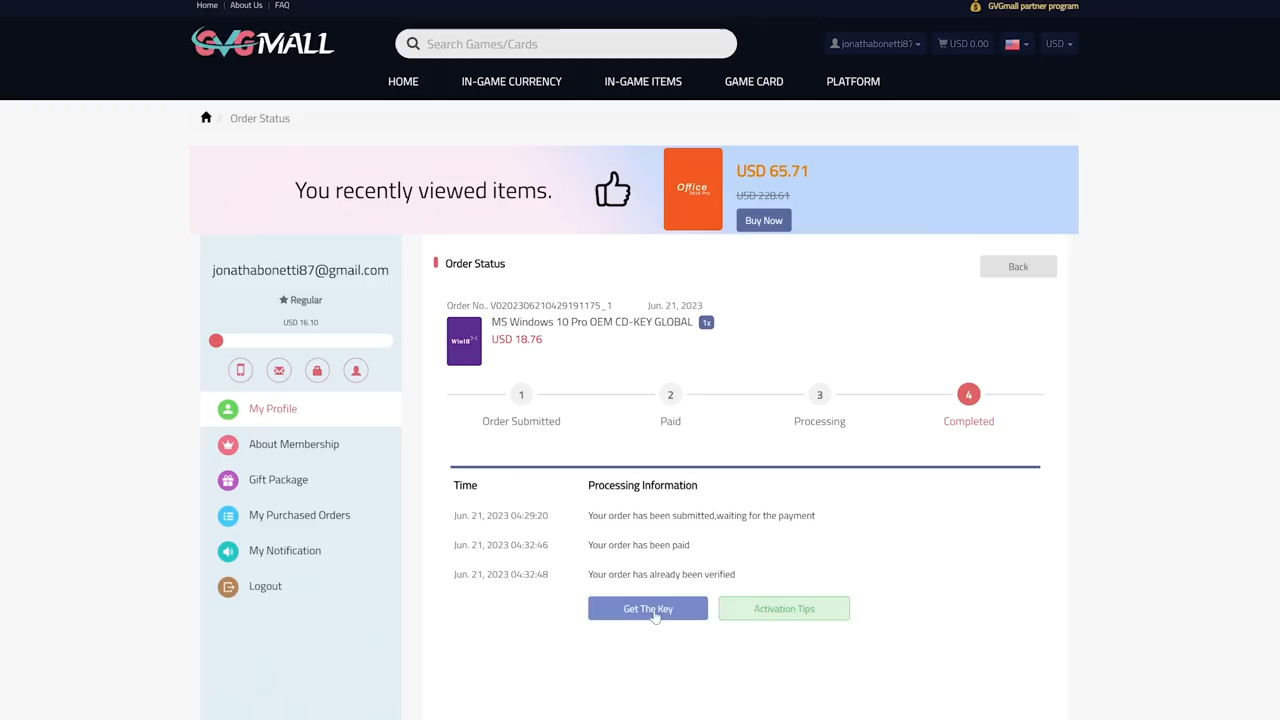 Home | About Us | FAQ
GVGmall partner program
GVGMALL
Search Games/Cards
jonathabonetti87
USD 0.00
USD
HOME
IN-GAME CURRENCY
IN-GAME ITEMS
GAME CARD
PLATFORM
/ Order Status
You recently viewed items.
Office
USD 65.71
USD 228.61
Buy Now
jonathabonetti87@gmail.com
Regular
USD 16.10
My Profile
About Membership
Gift Package
My Purchased Orders
My Notification
Logout
Order Status
Back
Order No.. V0202306210429191175_1 Jun. 21, 2023
MS Windows 10 Pro OEM CD-KEY GLOBAL 1x
USD 18.76
Win10
1 2 3 4
Order Submitted Paid Processing Completed
Time Processing Information
Jun. 21, 2023 04:29:20 Your order has been submitted,waiting for the payment
Jun. 21, 2023 04:32:46 Your order has been paid
Jun. 21, 2023 04:32:48 Your order has already been verified
Get The Key
Activation Tips